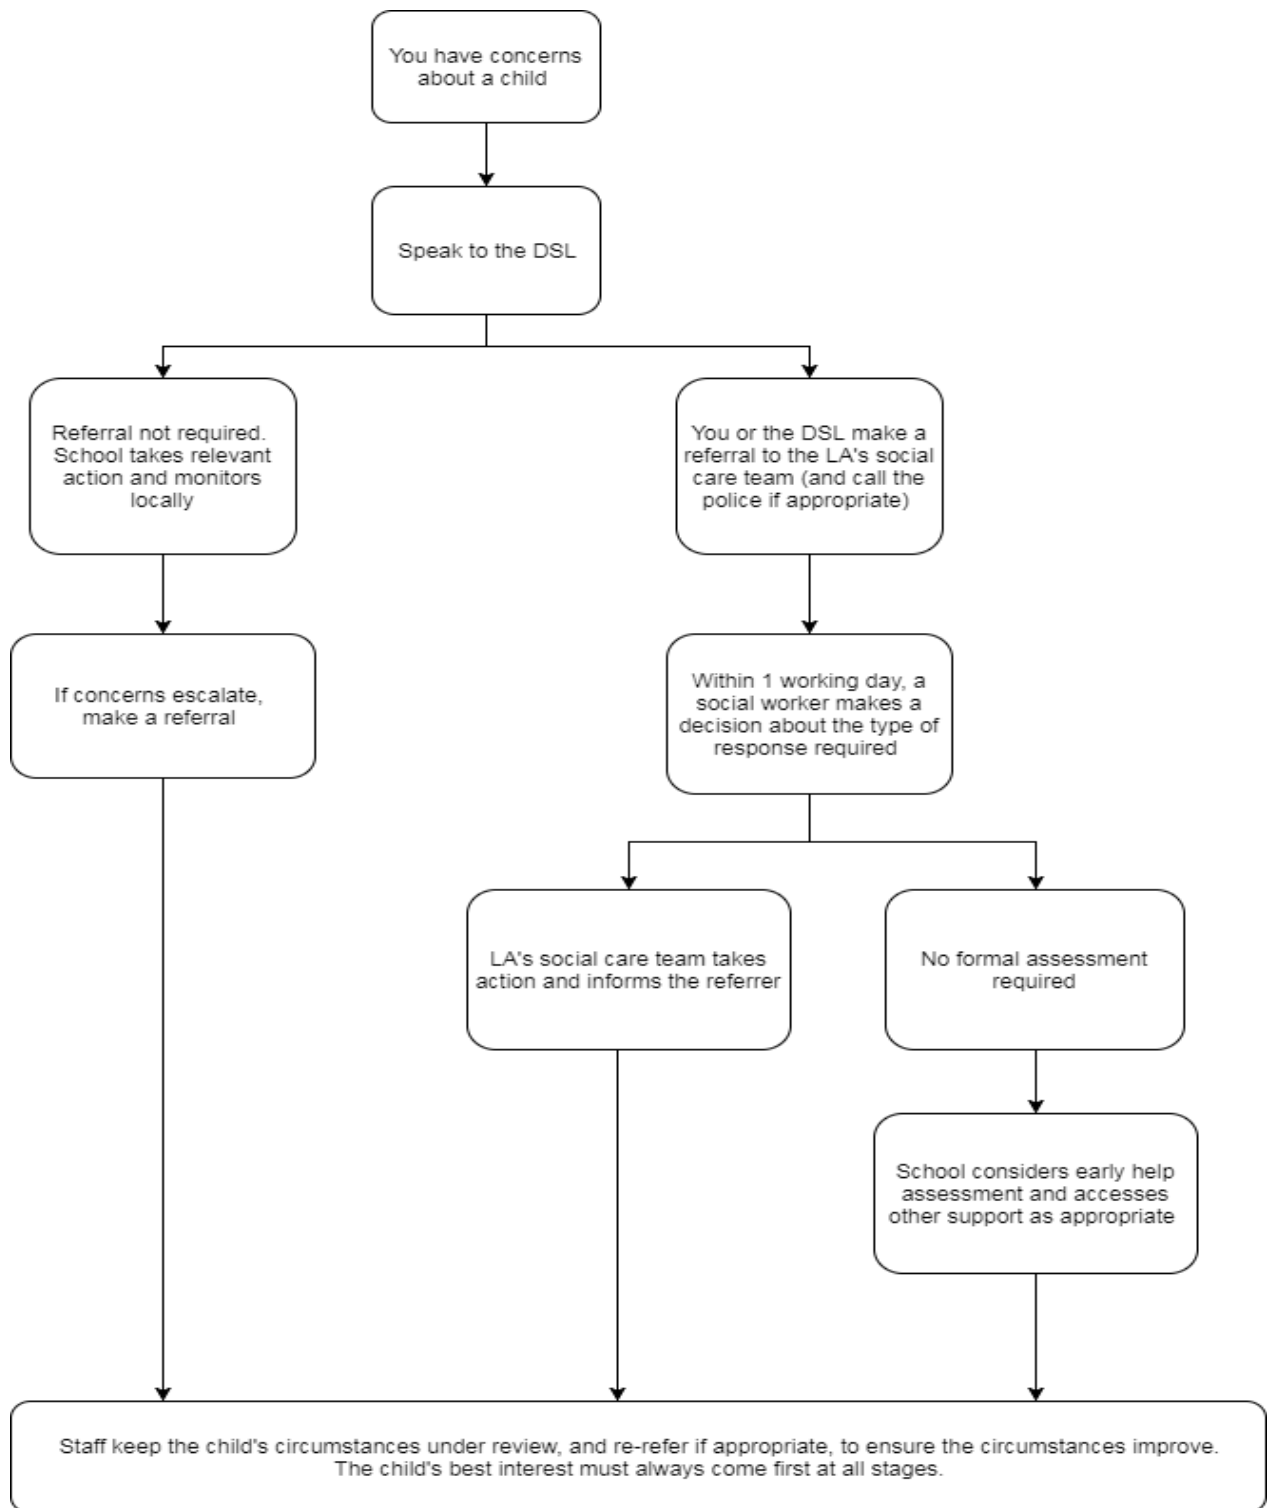 You have concerns
about a child
Speak to the DSL
Referral not required.
School takes relevant
action and monitors
locally
You or the DSL make a
referral to the LA's social
care team (and call the
police if appropriate)
If concerns escalate,
make a referral
Within 1 working day, a
social worker makes a
decision about the type of
response required
LA's social care team takes
action and informs the referrer
No formal assessment
required
School considers early help
assessment and accesses
other support as appropriate
Staff keep the child's circumstances under review, and re-refer if appropriate, to ensure the circumstances improve.
The child's best interest must always come first at all stages.